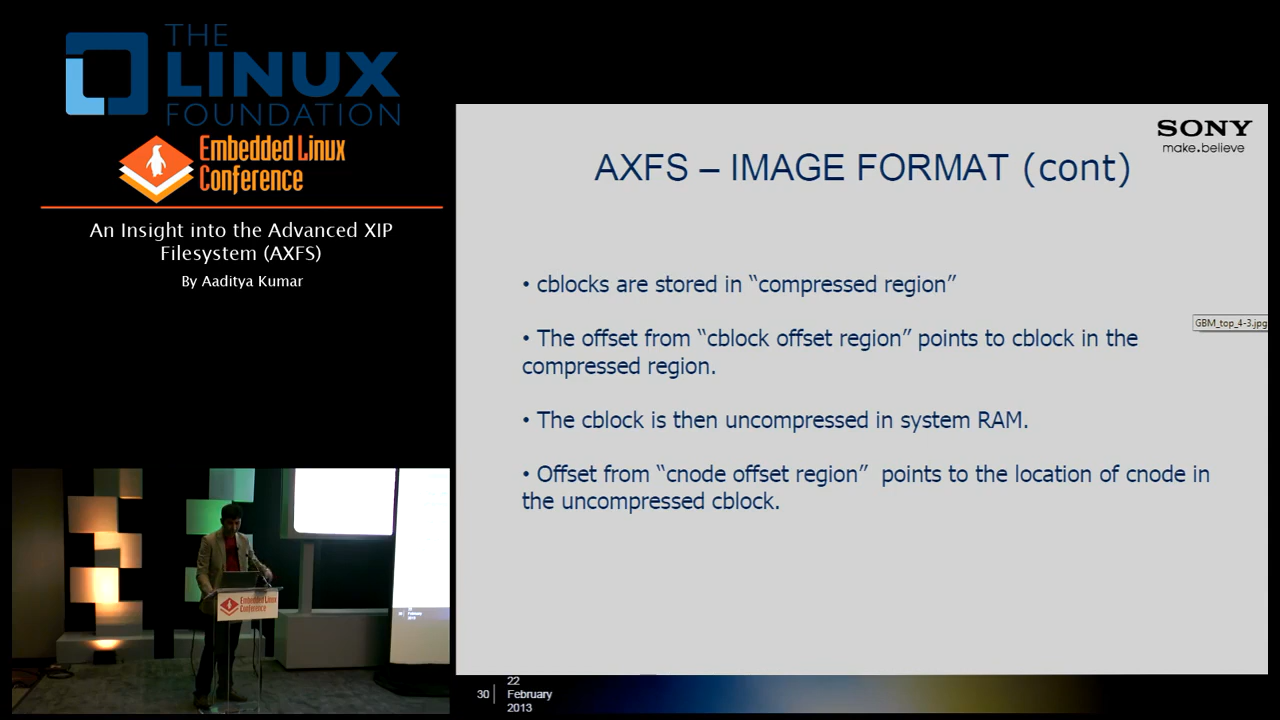 THE
LINUX
FOUNDATION
Embedded Linux
Conference
An Insight into the Advanced XIP
Filesystem (AXFS)
By Aaditya Kumar
SONY
make.believe
AXFS – IMAGE FORMAT (cont)
• cblocks are stored in “compressed region”
GBM_top_4-3.jpg
• The offset from “cblock offset region” points to cblock in the
compressed region.
• The cblock is then uncompressed in system RAM.
• Offset from “cnode offset region”  points to the location of cnode in
the uncompressed cblock.
Embedded Linux
Conference
30
22
February
2013